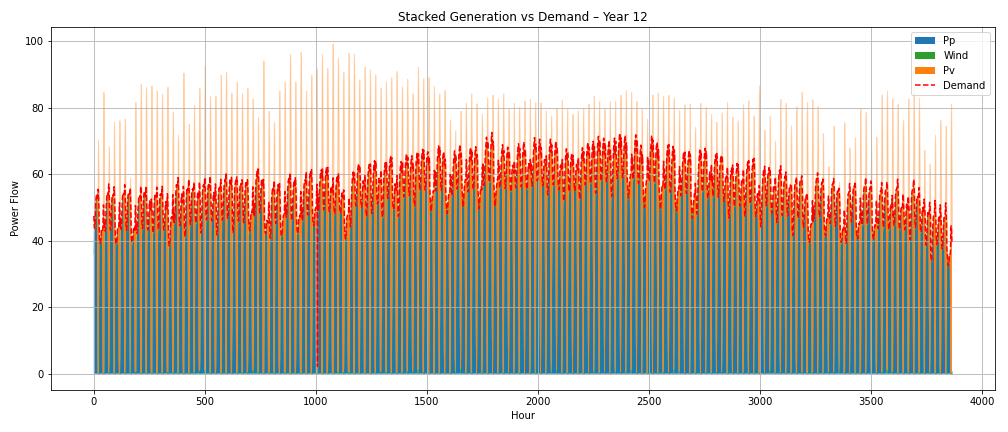 Stacked Generation vs Demand – Year 12
Power Flow
100
80
60
40
20
0
Pp
Wind
Pv
Demand
0
500
1000
1500
2000
2500
3000
3500
4000
Hour